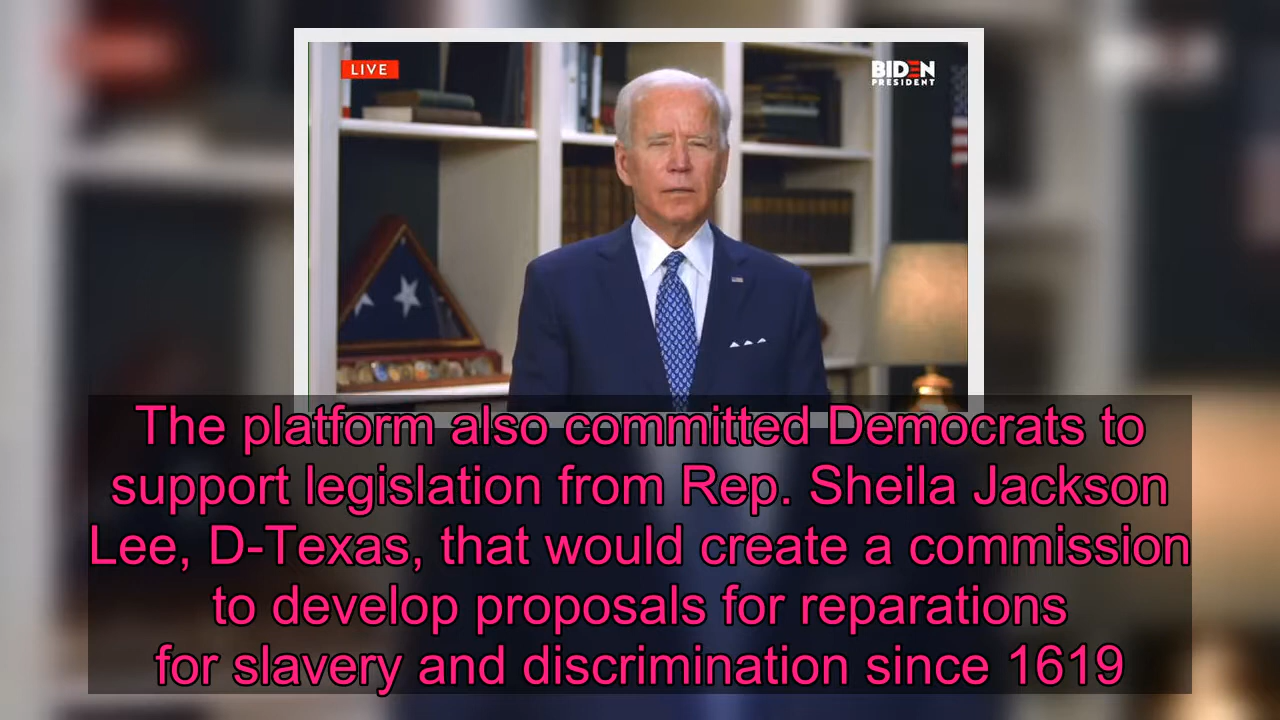 LIVE
BIDEN
PRESIDENT
The platform also committed Democrats to
support legislation from Rep. Sheila Jackson
Lee, D-Texas, that would create a commission
to develop proposals for reparations
for slavery and discrimination since 1619